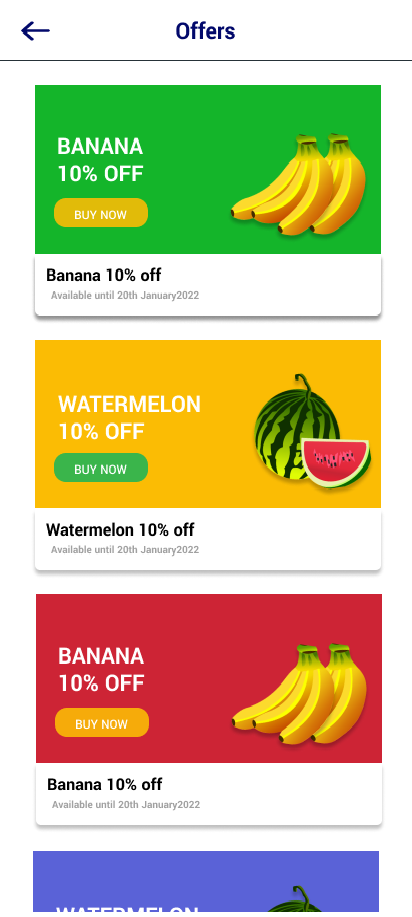 Offers
BANANA
10% OFF
BUY NOW
Banana 10% off
Available until 20th January2022
WATERMELON
10% OFF
BUY NOW
Watermelon 10% off
Available until 20th January2022
BANANA
10% OFF
BUY NOW
Banana 10% off
Available until 20th January2022
WATERMELON